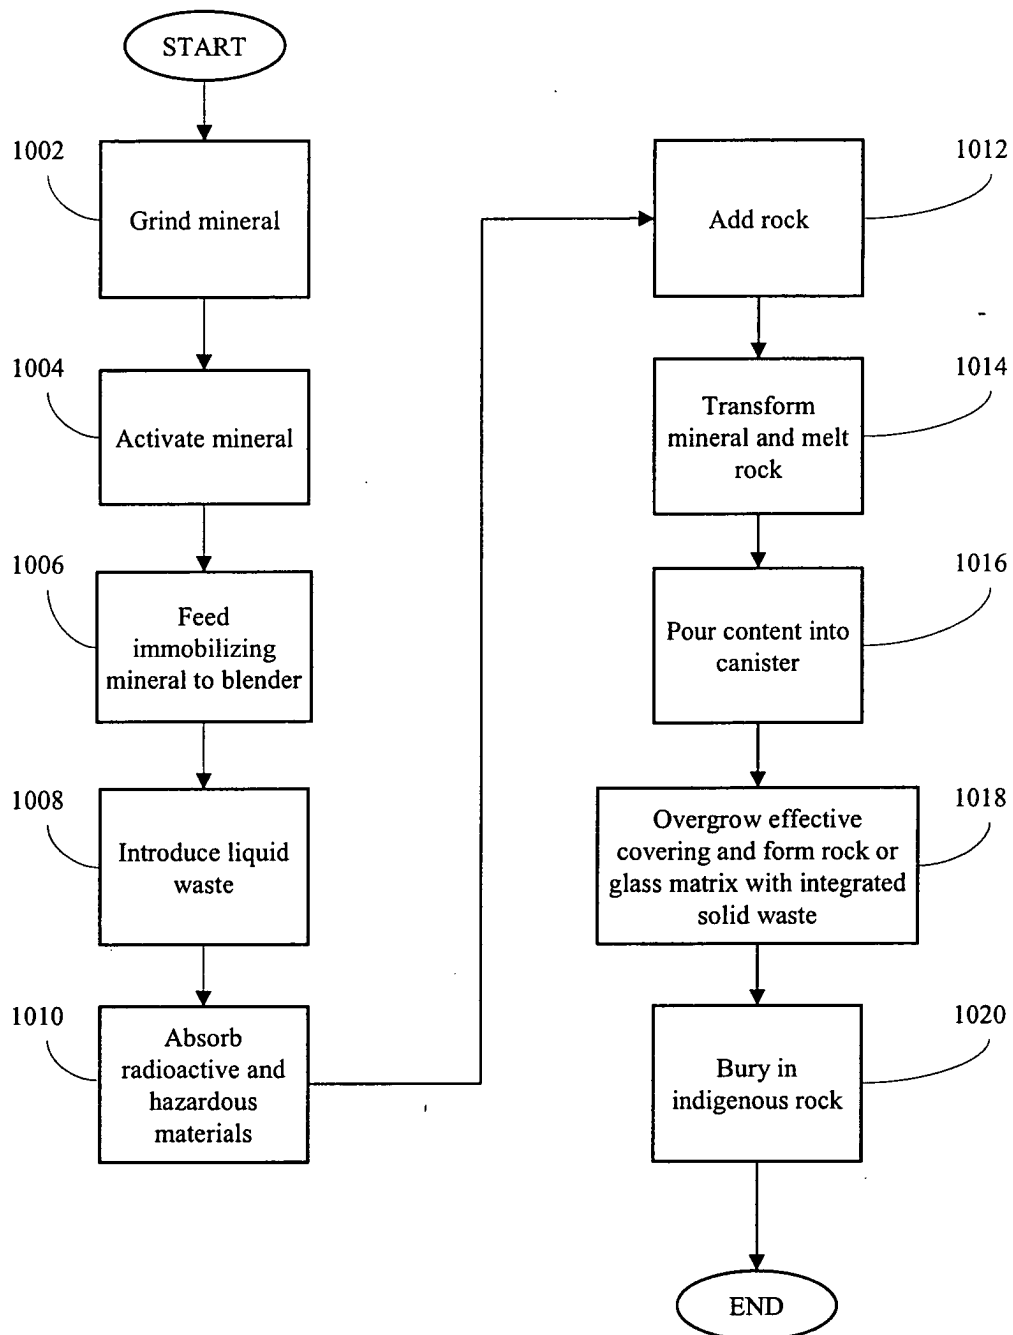 START
1002
Grind mineral
1004
Activate mineral
1006
Feed
immobilizing
mineral to blender
1008
Introduce liquid
waste
1010
Absorb
radioactive and
hazardous
materials
1012
Add rock
1014
Transform
mineral and melt
rock
1016
Pour content into
canister
1018
Overgrow effective
covering and form rock or
glass matrix with integrated
solid waste
1020
Bury in
indigenous rock
END